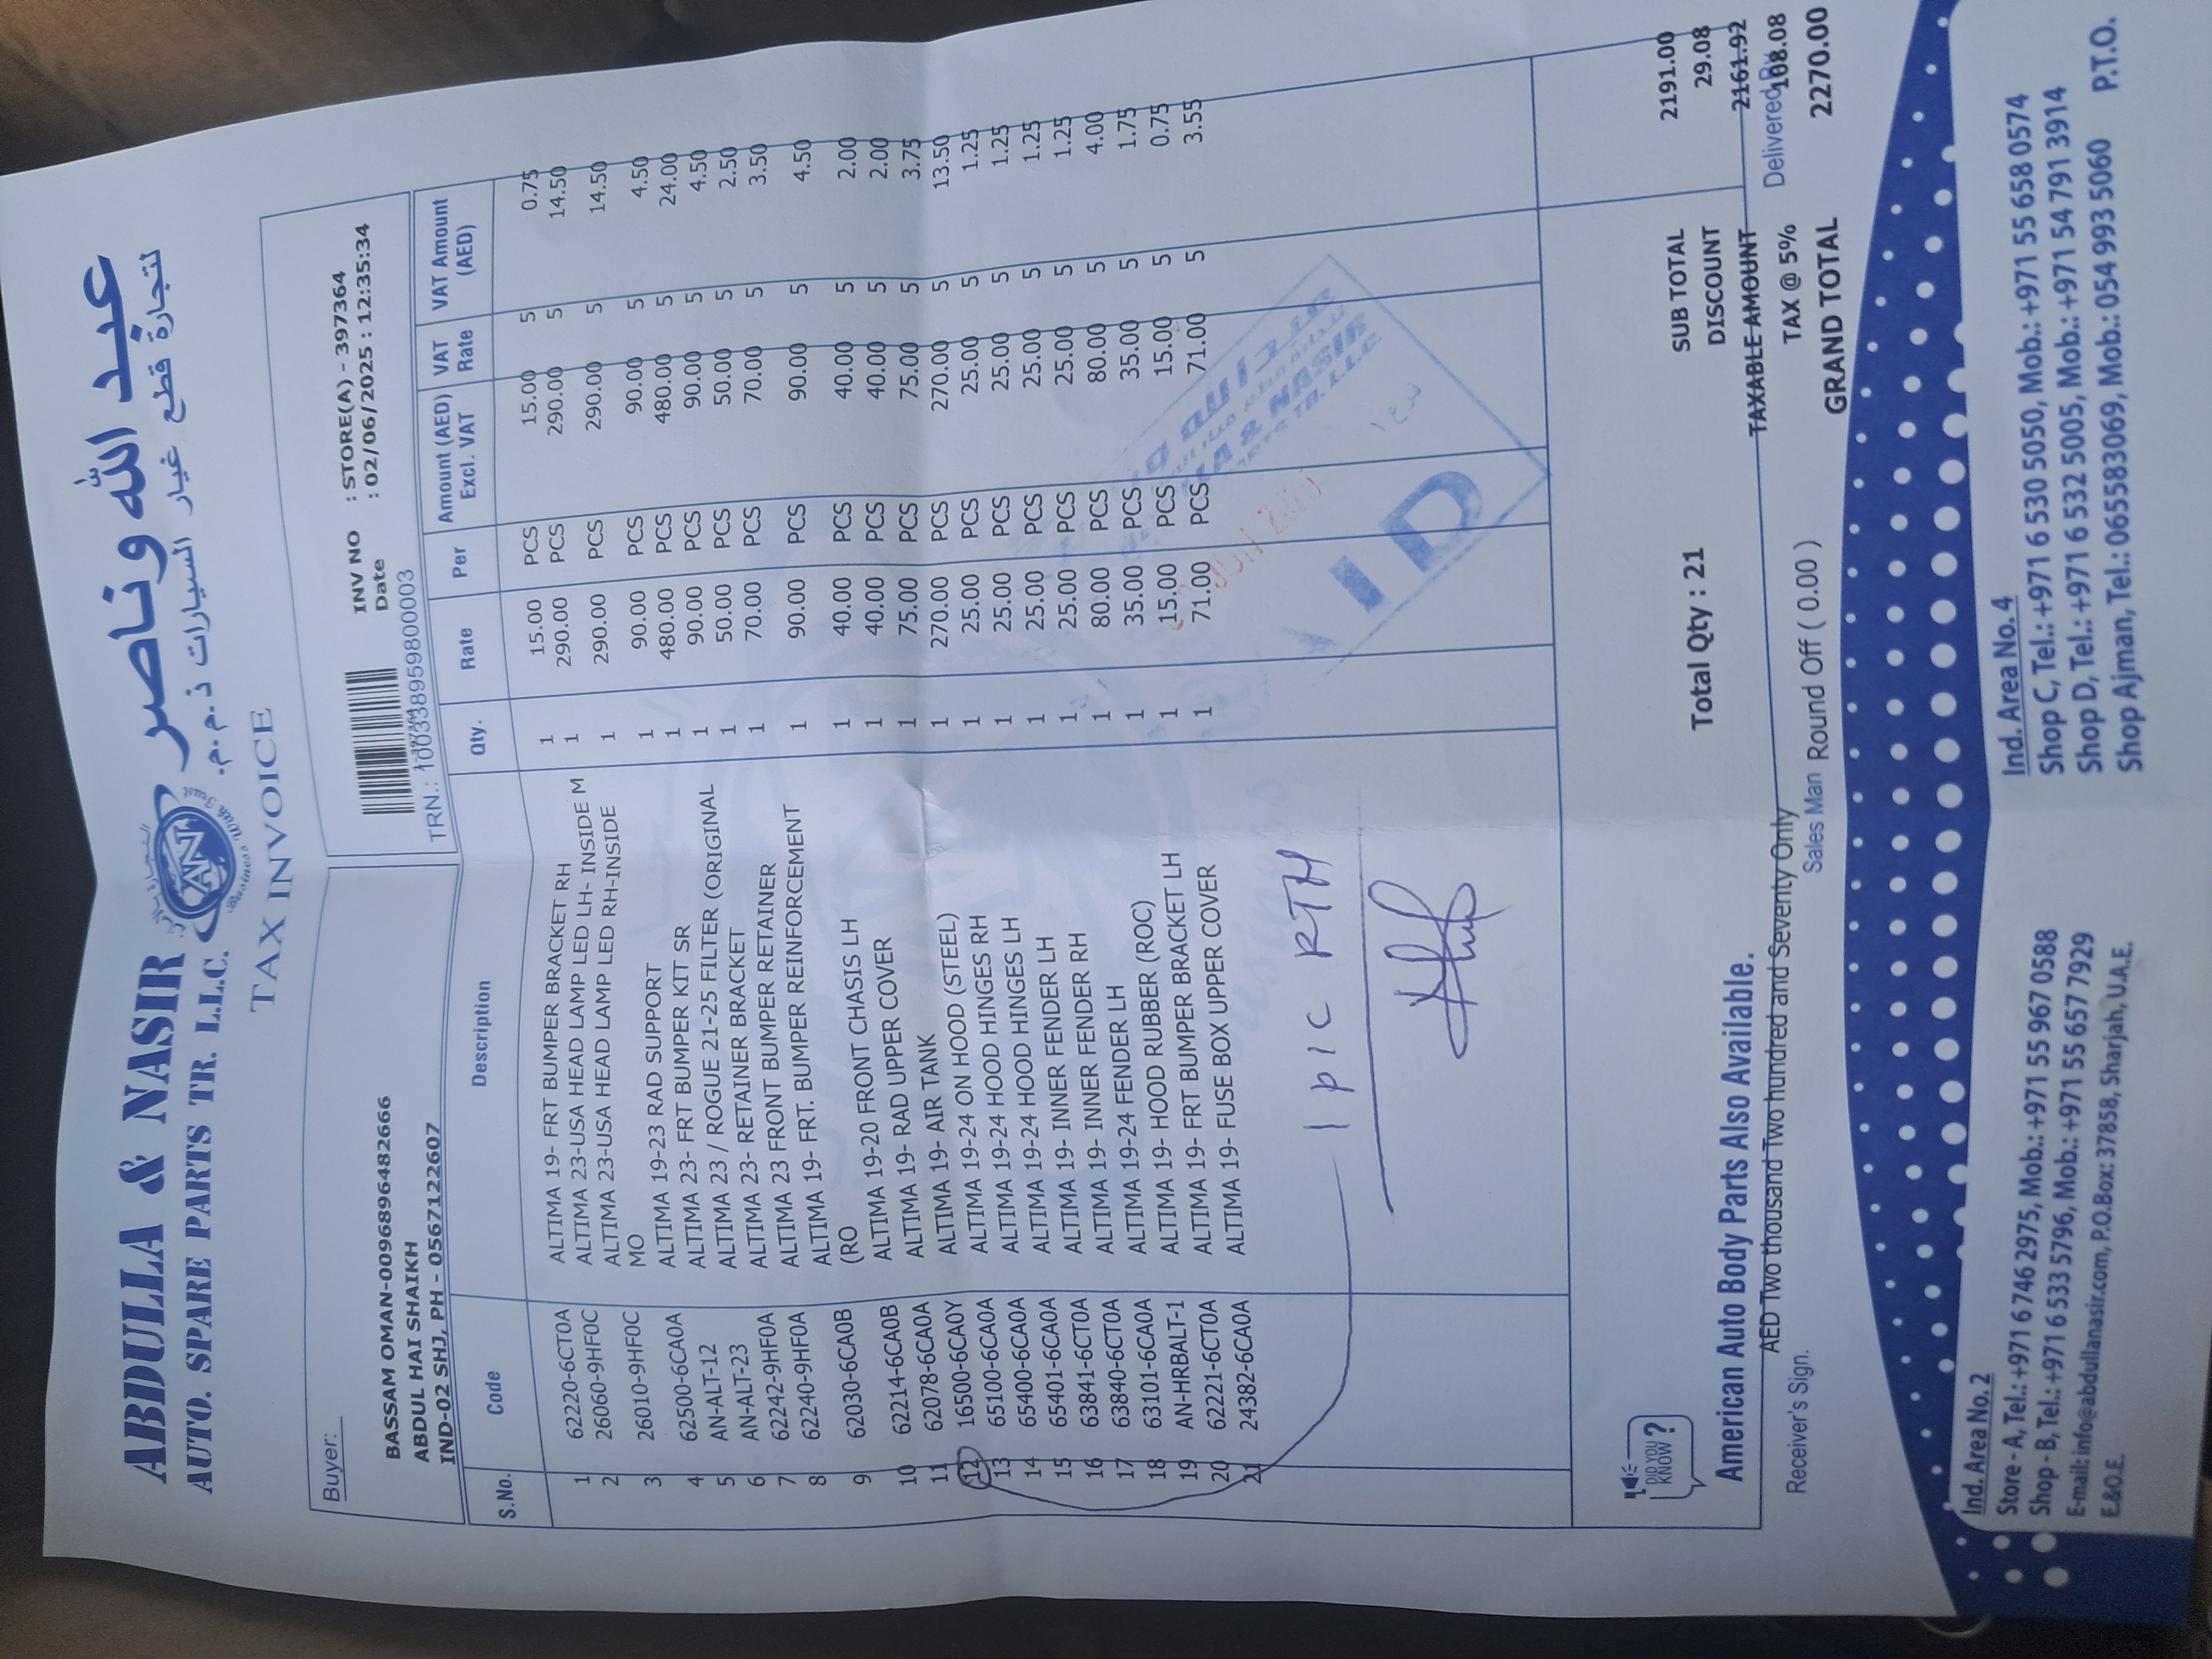 عبد الله وناصر
لتجارة قطع غيار السيارات ذ.م.م.
ABDULLA & NASIR
AUTO. SPARE PARTS TR. L.L.C.
AN
Business With Trust
TAX INVOICE
Buyer:
BASSAM OMAN-0096896482666
ABDUL HAI SHAIKH
IND-02 SHJ, PH - 0567122607
INV NO : STORE(A) - 397364
Date : 02/06/2025 : 12:35:34
TRN.: 100338959800003
S.No. Code Description Qty. Rate Per Amount (AED) Excl. VAT VAT Rate VAT Amount (AED)
1 62220-6CT0A ALTIMA 19- FRT BUMPER BRACKET RH 1 15.00 PCS 15.00 5 0.75
2 26060-9HF0C ALTIMA 23-USA HEAD LAMP LED LH- INSIDE M 1 290.00 PCS 290.00 5 14.50
3 26010-9HF0C ALTIMA 23-USA HEAD LAMP LED RH-INSIDE 1 290.00 PCS 290.00 5 14.50
MO
4 62500-6CA0A ALTIMA 19-23 RAD SUPPORT 1 90.00 PCS 90.00 5 4.50
5 AN-ALT-12 ALTIMA 23- FRT BUMPER KIT SR 1 480.00 PCS 480.00 5 24.00
6 AN-ALT-23 ALTIMA 23 / ROGUE 21-25 FILTER (ORIGINAL 1 90.00 PCS 90.00 5 4.50
7 62242-9HF0A ALTIMA 23- RETAINER BRACKET 1 50.00 PCS 50.00 5 2.50
8 62240-9HF0A ALTIMA 23 FRONT BUMPER RETAINER 1 70.00 PCS 70.00 5 3.50
9 62030-6CA0B ALTIMA 19- FRT. BUMPER REINFORCEMENT 1 90.00 PCS 90.00 5 4.50
(RO
10 62214-6CA0B ALTIMA 19-20 FRONT CHASIS LH 1 40.00 PCS 40.00 5 2.00
11 62078-6CA0A ALTIMA 19- RAD UPPER COVER 1 40.00 PCS 40.00 5 2.00
12 16500-6CA0Y ALTIMA 19- AIR TANK 1 75.00 PCS 75.00 5 3.75
13 65100-6CA0A ALTIMA 19-24 ON HOOD (STEEL) 1 270.00 PCS 270.00 5 13.50
14 65400-6CA0A ALTIMA 19-24 HOOD HINGES RH 1 25.00 PCS 25.00 5 1.25
15 65401-6CA0A ALTIMA 19-24 HOOD HINGES LH 1 25.00 PCS 25.00 5 1.25
16 63841-6CT0A ALTIMA 19- INNER FENDER LH 1 25.00 PCS 25.00 5 1.25
17 63840-6CT0A ALTIMA 19- INNER FENDER RH 1 25.00 PCS 25.00 5 1.25
18 63101-6CA0A ALTIMA 19-24 FENDER LH 1 80.00 PCS 80.00 5 4.00
19 AN-HRBALT-1 ALTIMA 19- HOOD RUBBER (ROC) 1 35.00 PCS 35.00 5 1.75
20 62221-6CT0A ALTIMA 19- FRT BUMPER BRACKET LH 1 15.00 PCS 15.00 5 0.75
21 24382-6CA0A ALTIMA 19- FUSE BOX UPPER COVER 1 71.00 PCS 71.00 5 3.55
1 PIC RTH
DID YOU
KNOW ?
American Auto Body Parts Also Available.
Total Qty : 21
SUB TOTAL 2191.00
DISCOUNT 29.08
TAXABLE AMOUNT 2161.92
TAX @ 5% 108.08
GRAND TOTAL 2270.00
AED Two thousand Two hundred and Seventy Only
Receiver's Sign.
Sales Man
Round Off ( 0.00 )
Delivered By
Ind. Area No. 2
Store - A, Tel.: +971 6 746 2975, Mob.: +971 55 967 0588
Shop - B, Tel.: +971 6 533 5796, Mob.: +971 55 657 7929
E-mail: info@abdullanasir.com, P.O.Box: 37858, Sharjah, U.A.E.
E.&O.E.
Ind. Area No. 4
Shop C, Tel.: +971 6 530 5050, Mob.: +971 55 658 0574
Shop D, Tel.: +971 6 532 5005, Mob.: +971 54 791 3914
Shop Ajman, Tel.: 065583069, Mob.: 054 993 5060
P.T.O.